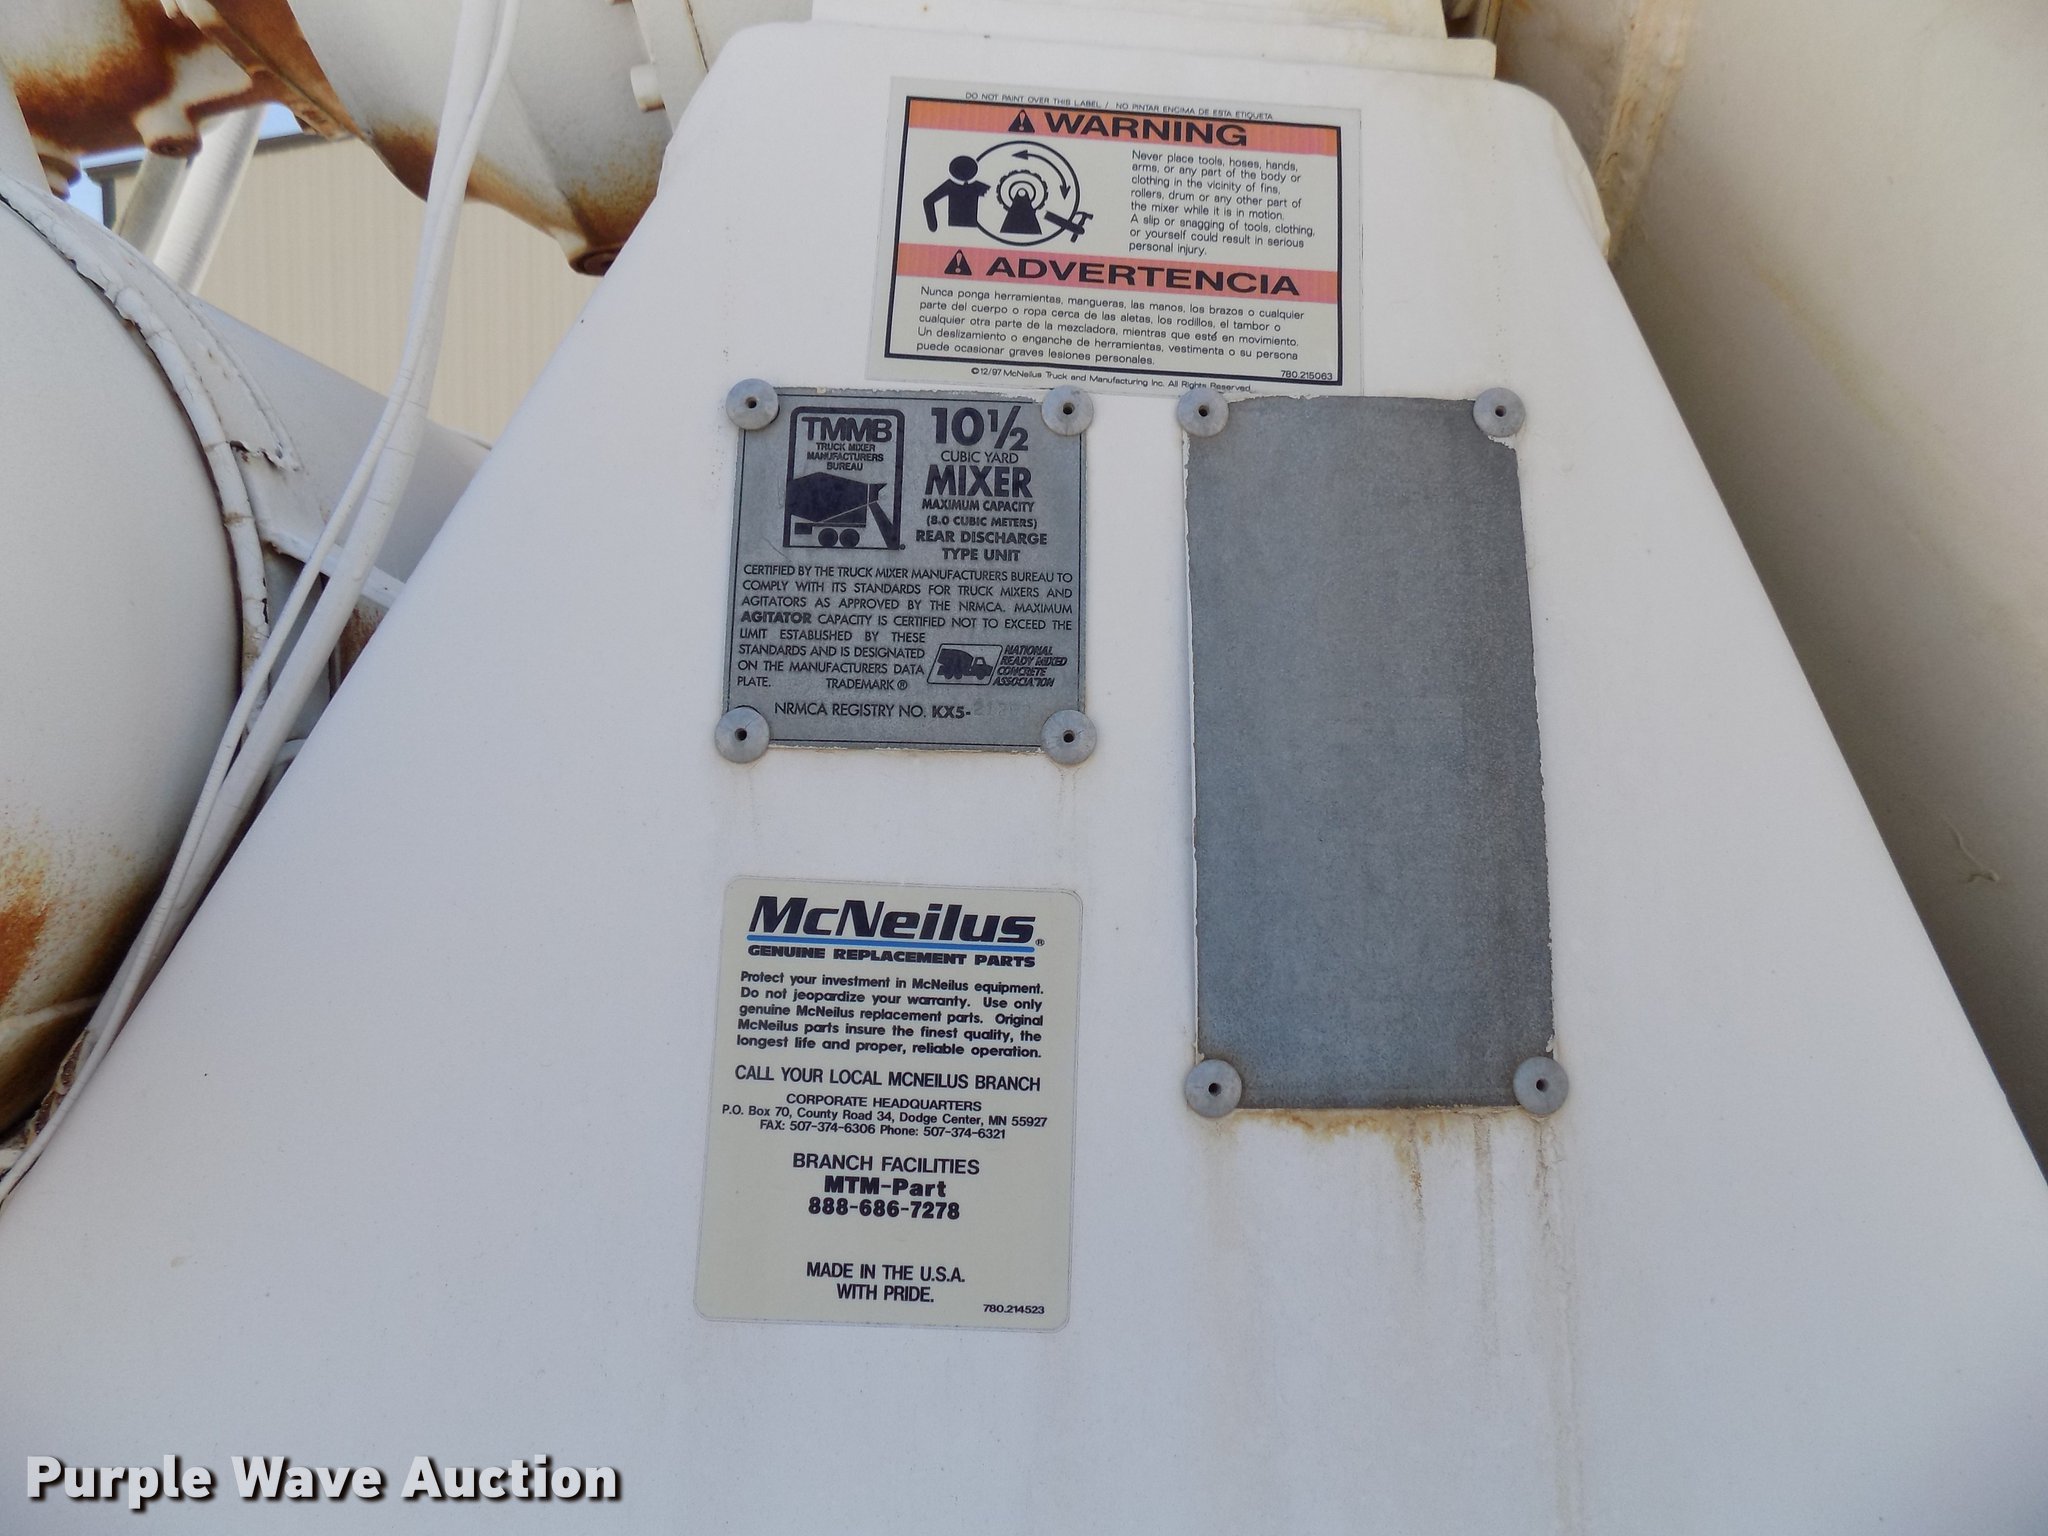 DO NOT PAINT OVER THIS LABEL / NO PINTAR ENCIMA DE ESTA ETIQUETA
WARNING
Never place tools, hoses, hands,
arms, or any part of the body or
clothing in the vicinity of fins,
rollers, drum or any other part of
the mixer while it is in motion.
A slip or snagging of tools, clothing,
or yourself could result in serious
personal injury.
ADVERTENCIA
Nunca ponga herramientas, mangueras, las manos, los brazos o cualquier
parte del cuerpo o ropa cerca de las aletas, los rodillos, el tambor o
cualquier otra parte de la mezcladora, mientras que esté en movimiento.
Un deslizamiento o enganche de herramientas, vestimenta o su persona
puede ocasionar graves lesiones personales.
780.215063
©12/97 McNeilus Truck and Manufacturing Inc. All Rights Reserved
TMMB
TRUCK MIXER
MANUFACTURERS
BUREAU
10 1/2
CUBIC YARD
MIXER
MAXIMUM CAPACITY
(8.0 CUBIC METERS)
REAR DISCHARGE
TYPE UNIT
CERTIFIED BY THE TRUCK MIXER MANUFACTURERS BUREAU TO
COMPLY WITH ITS STANDARDS FOR TRUCK MIXERS AND
AGITATORS AS APPROVED BY THE NRMCA. MAXIMUM
AGITATOR CAPACITY IS CERTIFIED NOT TO EXCEED THE
LIMIT ESTABLISHED BY THESE
STANDARDS AND IS DESIGNATED
ON THE MANUFACTURERS DATA
PLATE. TRADEMARK ®
NATIONAL
READY MIXED
CONCRETE
ASSOCIATION
NRMCA REGISTRY NO. KX5-
McNeilus®
GENUINE REPLACEMENT PARTS
Protect your investment in McNeilus equipment.
Do not jeopardize your warranty. Use only
genuine McNeilus replacement parts. Original
McNeilus parts insure the finest quality, the
longest life and proper, reliable operation.
CALL YOUR LOCAL MCNEILUS BRANCH
CORPORATE HEADQUARTERS
P.O. Box 70, County Road 34, Dodge Center, MN 55927
FAX: 507-374-6306 Phone: 507-374-6321
BRANCH FACILITIES
MTM-Part
888-686-7278
MADE IN THE U.S.A.
WITH PRIDE.
780.214523
Purple Wave Auction